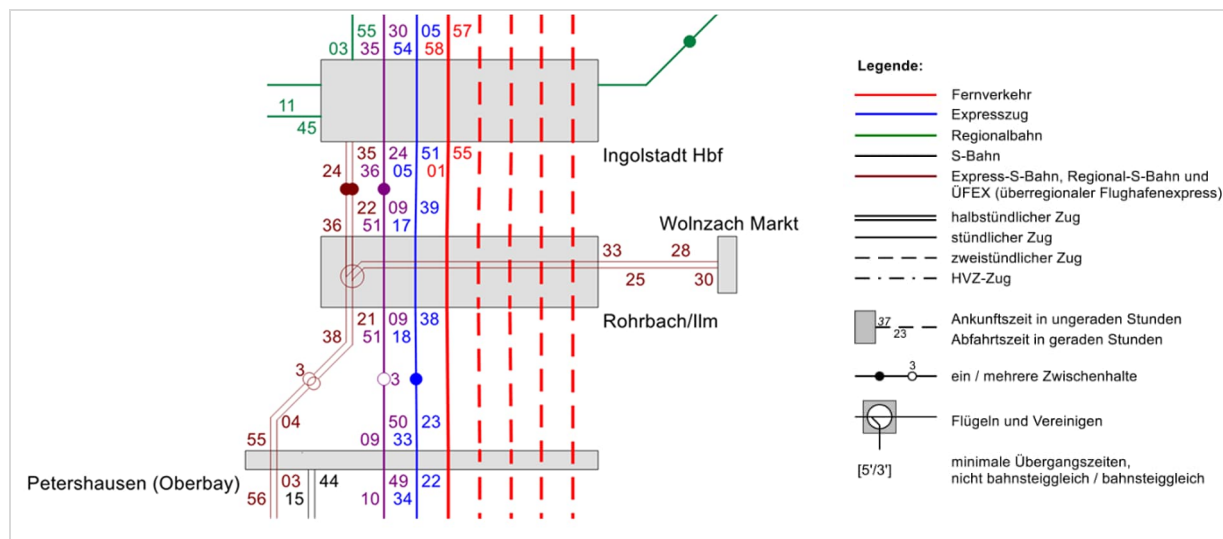 55 30 05 57
03 35 54 58
11
45
Ingolstadt Hbf
35 24 51 55
24 36 05 01
22 09 39
36 51 17
Wolnzach Markt
33 28
25 30
Rohrbach/Ilm
21 09 38
38 51 18
3 3
04 50 23
55 09 33
Petershausen (Oberbay)
03 44 49 22
56 15 10 34
Legende:
Fernverkehr
Expresszug
Regionalbahn
S-Bahn
Express-S-Bahn, Regional-S-Bahn und
ÜFEX (überregionaler Flughafenexpress)
halbstündlicher Zug
stündlicher Zug
zweistündlicher Zug
HVZ-Zug
37
23
Ankunftszeit in ungeraden Stunden
Abfahrtszeit in geraden Stunden
3
ein / mehrere Zwischenhalte
Flügeln und Vereinigen
[5'/3']
minimale Übergangszeiten,
nicht bahnsteiggleich / bahnsteiggleich